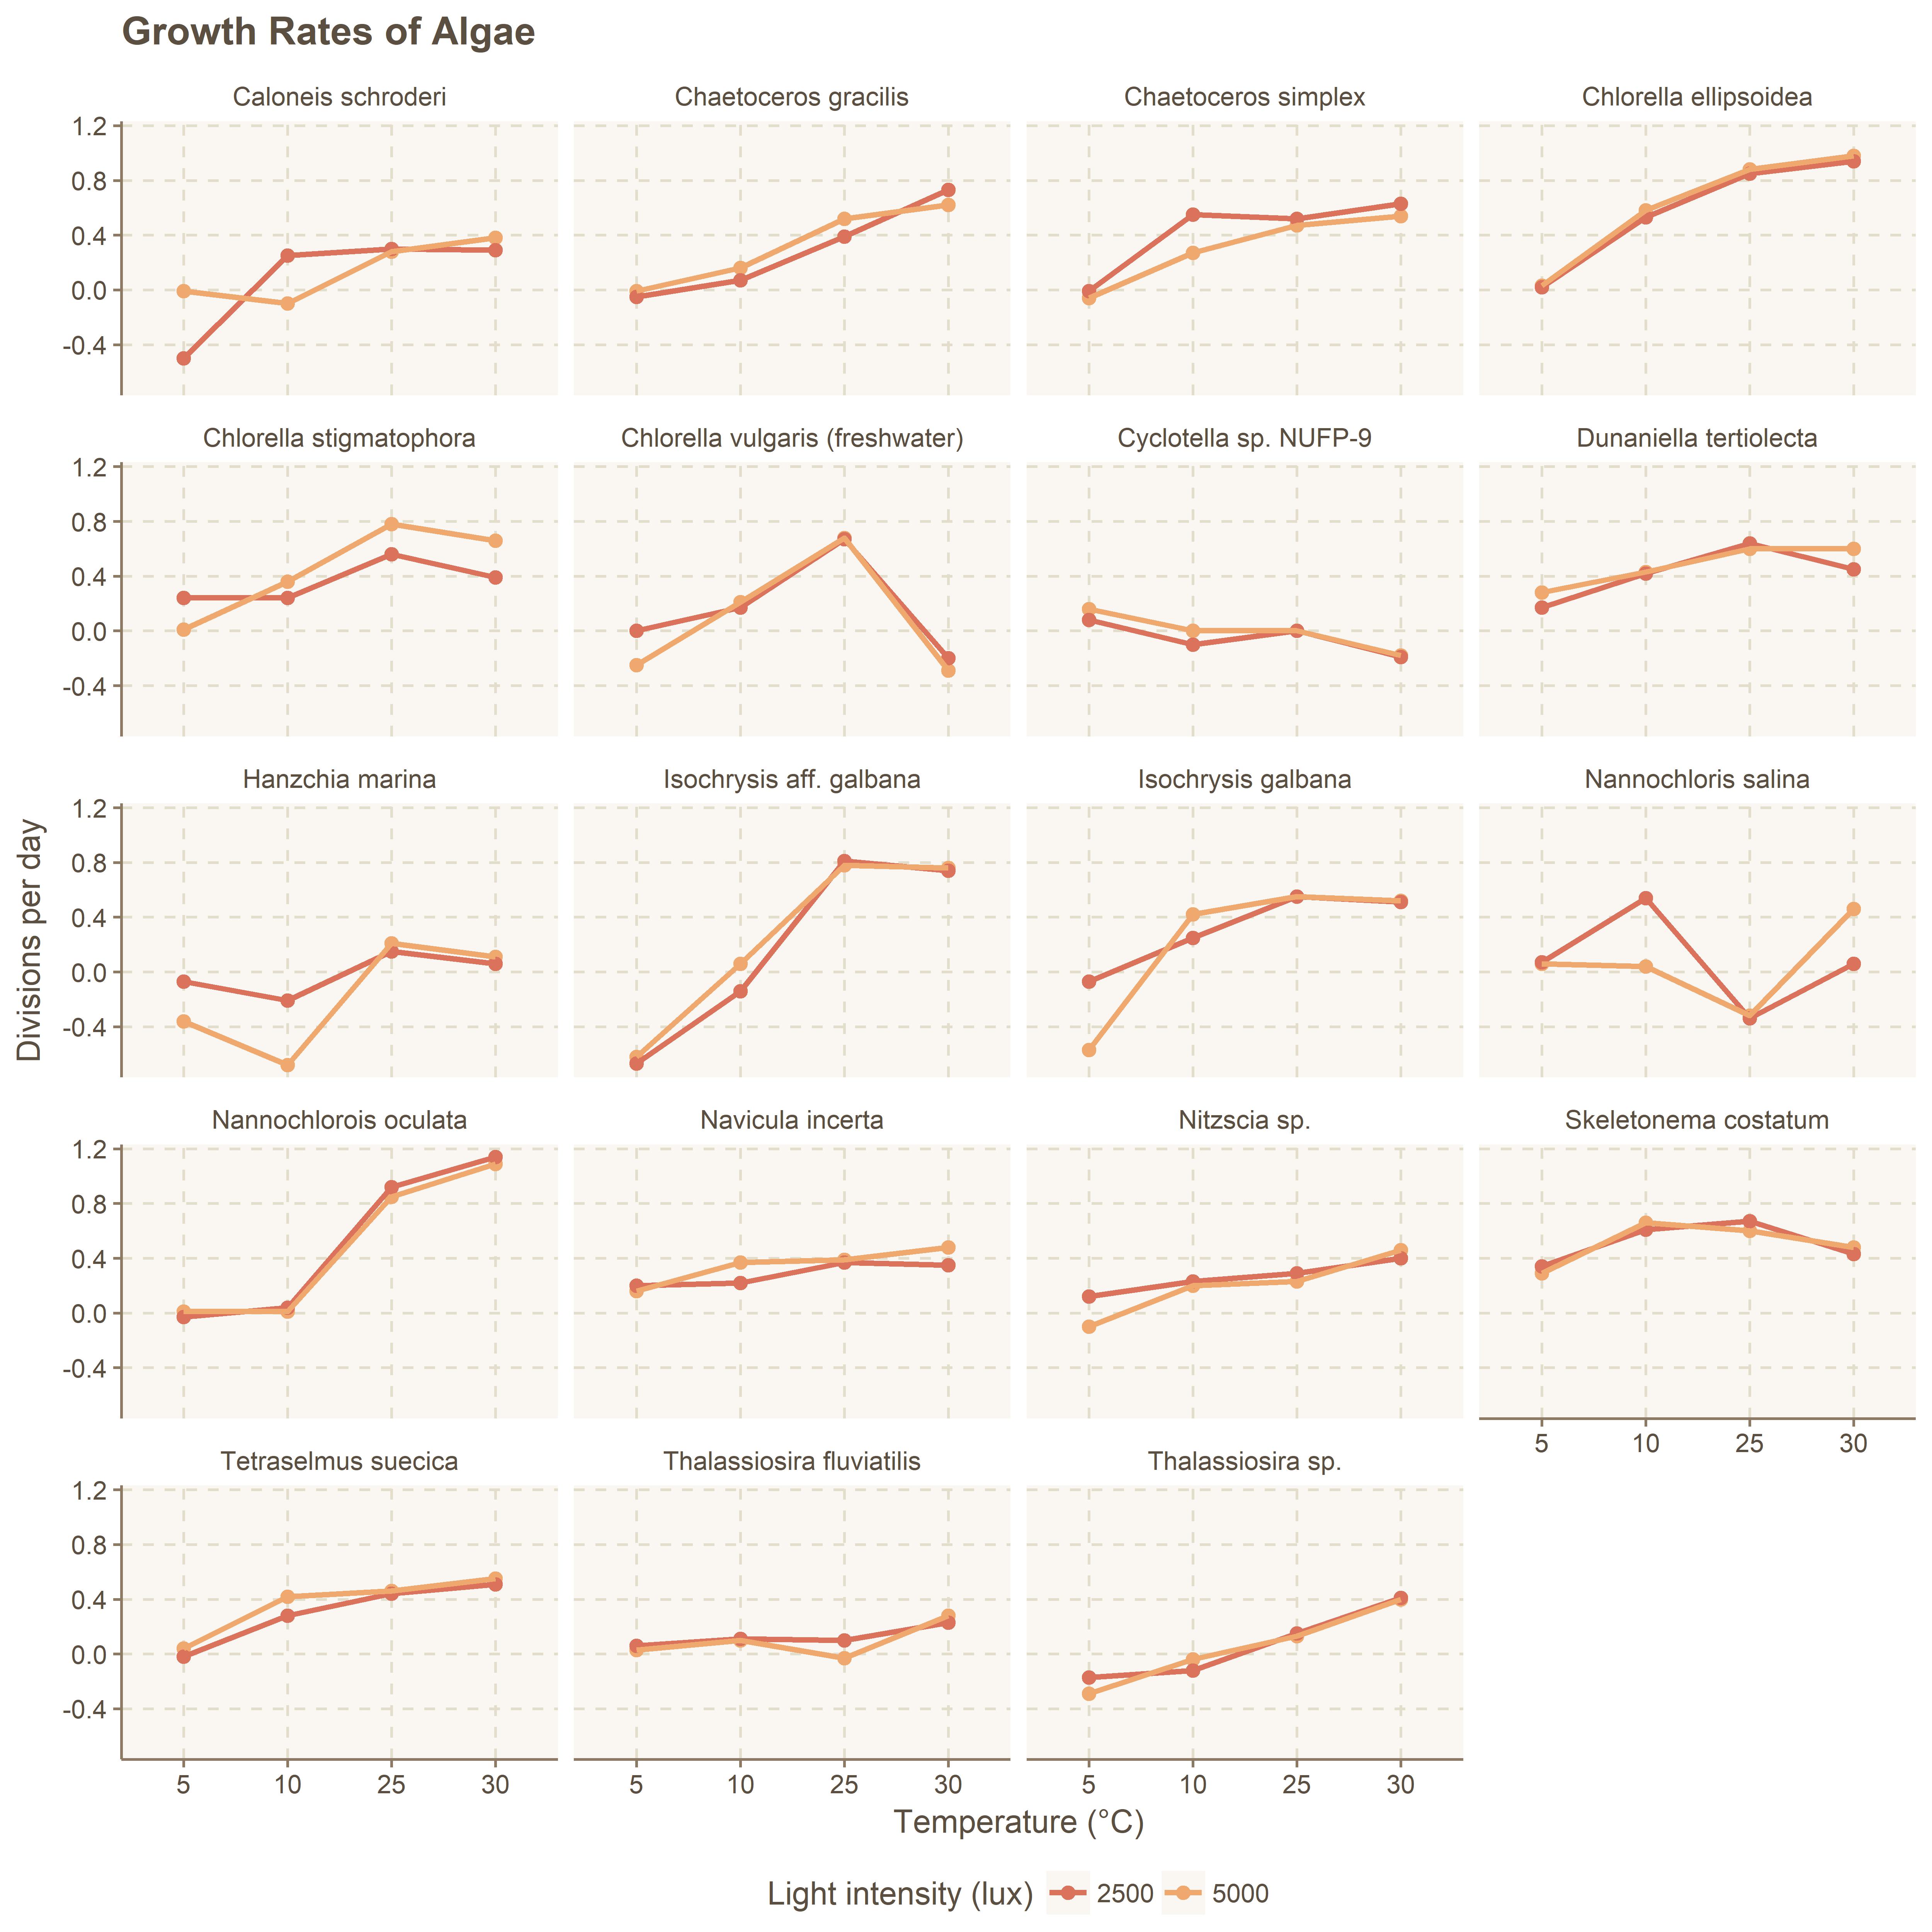 Growth Rates of Algae
Caloneis schroderi Chaetoceros gracilis Chaetoceros simplex Chlorella ellipsoidea
1.2
0.8
0.4
0.0
-0.4
Chlorella stigmatophora Chlorella vulgaris (freshwater) Cyclotella sp. NUFP-9 Dunaniella tertiolecta
1.2
0.8
0.4
0.0
-0.4
Hanzchia marina Isochrysis aff. galbana Isochrysis galbana Nannochloris salina
1.2
0.8
0.4
0.0
-0.4
Divisions per day
Nannochlorois oculata Navicula incerta Nitzscia sp. Skeletonema costatum
1.2
0.8
0.4
0.0
-0.4
5 10 25 30
Tetraselmus suecica Thalassiosira fluviatilis Thalassiosira sp.
1.2
0.8
0.4
0.0
-0.4
5 10 25 30 5 10 25 30 5 10 25 30
Temperature (°C)
Light intensity (lux) 2500 5000